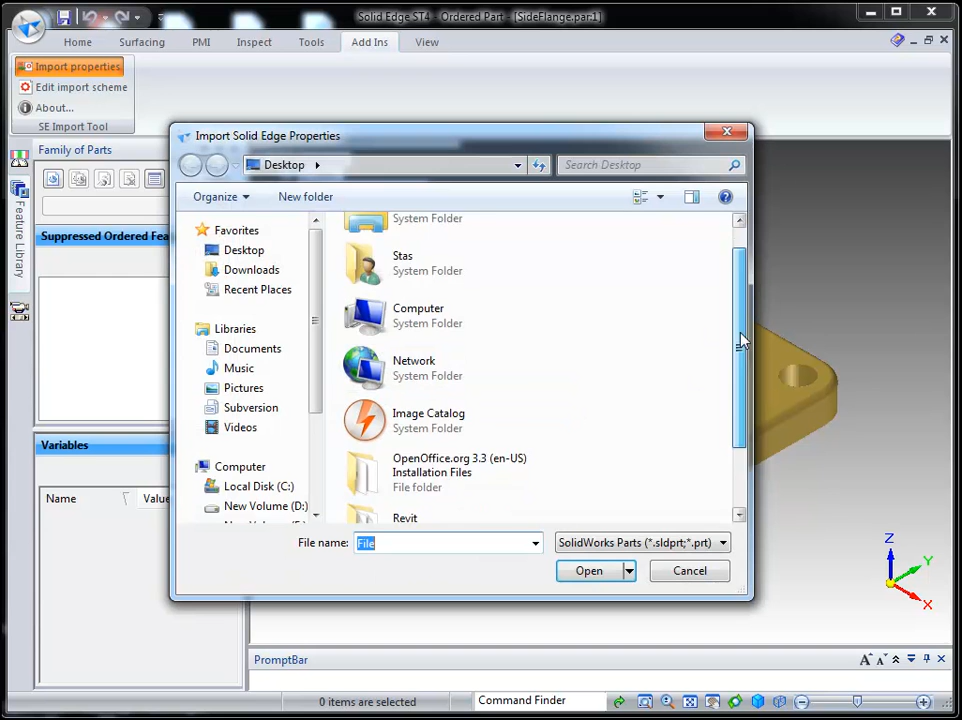 Solid Edge ST4 - Ordered Part - [SideFlange.par:1]
Home
Surfacing
PMI
Inspect
Tools
Add Ins
View
Import properties
Edit import scheme
About...
SE Import Tool
Family of Parts
Feature Library
Suppressed Ordered Fea
Variables
Name
Value
Import Solid Edge Properties
Desktop
Search Desktop
Organize
New folder
Favorites
Desktop
Downloads
Recent Places
Libraries
Documents
Music
Pictures
Subversion
Videos
Computer
Local Disk (C:)
New Volume (D:)
System Folder
Stas
System Folder
Computer
System Folder
Network
System Folder
Image Catalog
System Folder
OpenOffice.org 3.3 (en-US)
Installation Files
File folder
Revit
File name:
File
SolidWorks Parts (*.sldprt;*.prt)
Open
Cancel
Z
Y
X
PromptBar
0 items are selected
Command Finder